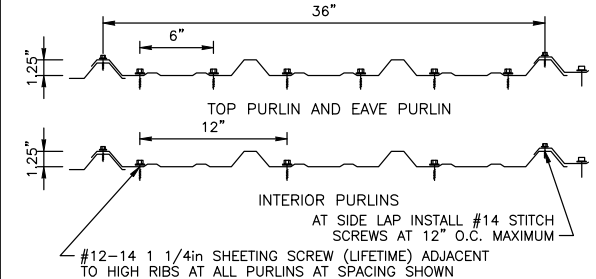 36"
6"
1.25"
TOP PURLIN AND EAVE PURLIN
12"
1.25"
INTERIOR PURLINS
AT SIDE LAP INSTALL #14 STITCH
SCREWS AT 12" O.C. MAXIMUM
#12-14 1 1/4in SHEETING SCREW (LIFETIME) ADJACENT
TO HIGH RIBS AT ALL PURLINS AT SPACING SHOWN